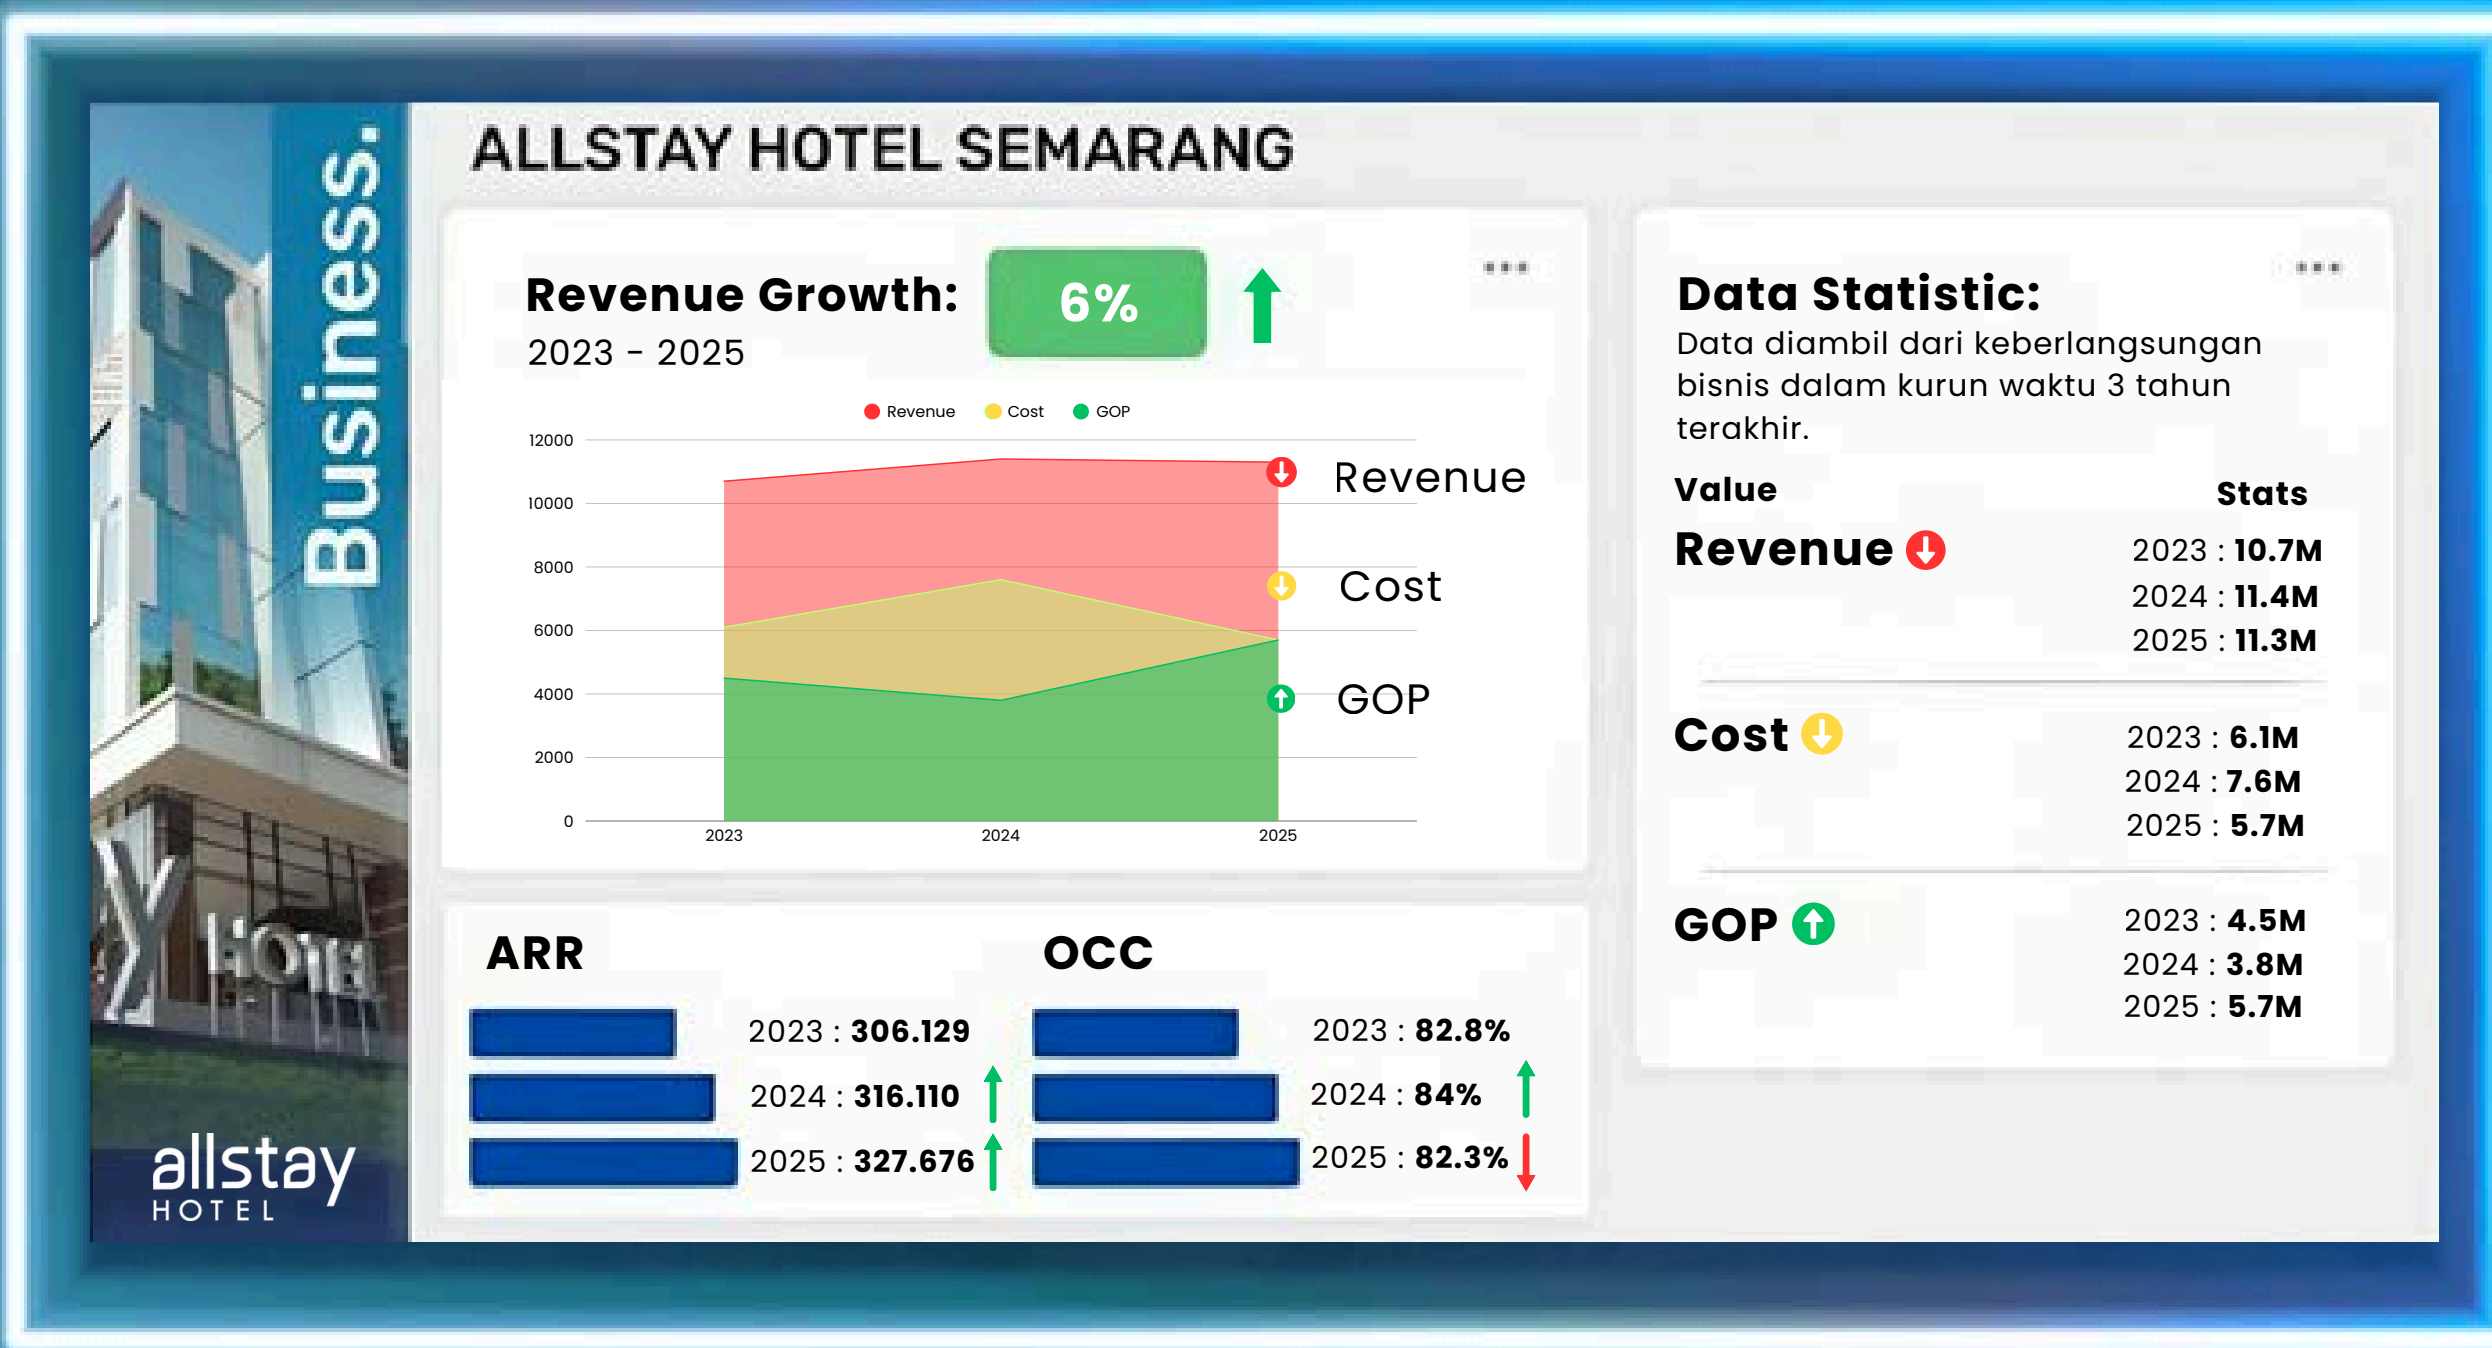 Business.
ALLSTAY HOTEL SEMARANG
Revenue Growth:
6%
2023 - 2025
Revenue
Cost
GOP
12000
10000
8000
6000
4000
2000
0
2023
2024
2025
Revenue
Cost
GOP
Data Statistic:
Data diambil dari keberlangsungan
bisnis dalam kurun waktu 3 tahun
terakhir.
Value
Stats
Revenue
2023 : 10.7M
2024 : 11.4M
2025 : 11.3M
Cost
2023 : 6.1M
2024 : 7.6M
2025 : 5.7M
GOP
2023 : 4.5M
2024 : 3.8M
2025 : 5.7M
ARR
2023 : 306.129
2024 : 316.110
2025 : 327.676
OCC
2023 : 82.8%
2024 : 84%
2025 : 82.3%
Y HOTEL
allstay
HOTEL